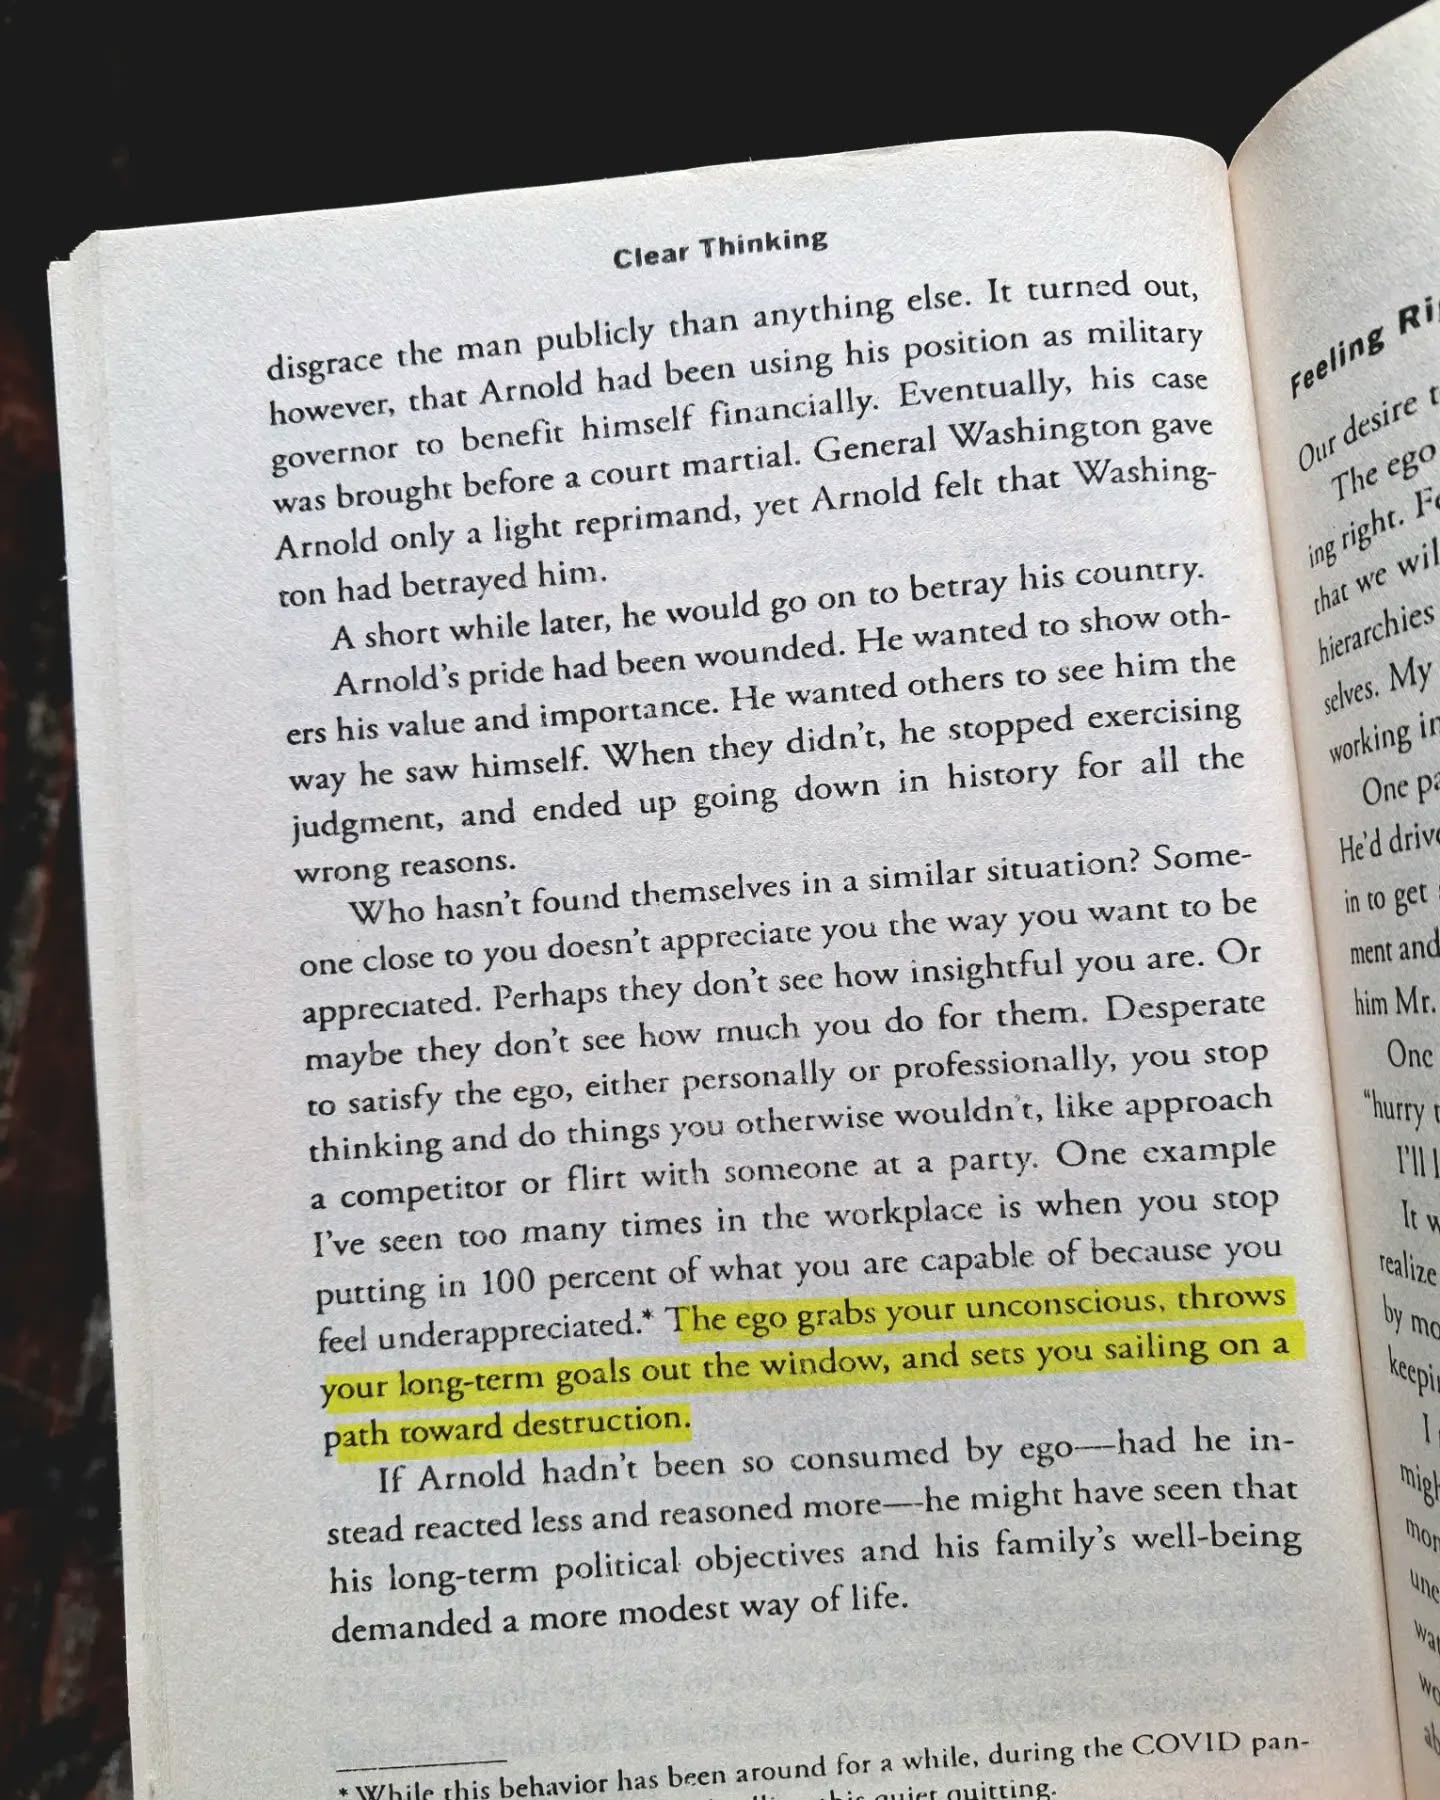 Clear Thinking
disgrace the man publicly than anything else. It turned out,
however, that Arnold had been using his position as military
governor to benefit himself financially. Eventually, his case
was brought before a court martial. General Washington gave
Arnold only a light reprimand, yet Arnold felt that Washing-
ton had betrayed him.
A short while later, he would go on to betray his country.
Arnold's pride had been wounded. He wanted to show oth-
ers his value and importance. He wanted others to see him the
way he saw himself. When they didn't, he stopped exercising
judgment, and ended up going down in history for all the
wrong reasons.
Who hasn't found themselves in a similar situation? Some-
one close to you doesn't appreciate you the way you want to be
appreciated. Perhaps they don't see how insightful you are. Or
maybe they don't see how much you do for them. Desperate
to satisfy the ego, either personally or professionally, you stop
thinking and do things you otherwise wouldn't, like approach
a competitor or flirt with someone at a party. One example
I've seen too many times in the workplace is when you stop
putting in 100 percent of what you are capable of because you
feel underappreciated.* The ego grabs your unconscious, throws
your long-term goals out the window, and sets you sailing on a
path toward destruction.
If Arnold hadn't been so consumed by ego—had he in-
stead reacted less and reasoned more—he might have seen that
his long-term political objectives and his family's well-being
demanded a more modest way of life.
* While this behavior has been around for a while, during the COVID pan-
quiet quitting.
Feeling
Our desire
The ego
ing right.
that we
hierarchies
selves. My
working
One
He'd
in to get
ment and
him Mr.
One
"hurry
I'll
It
realize
by
I